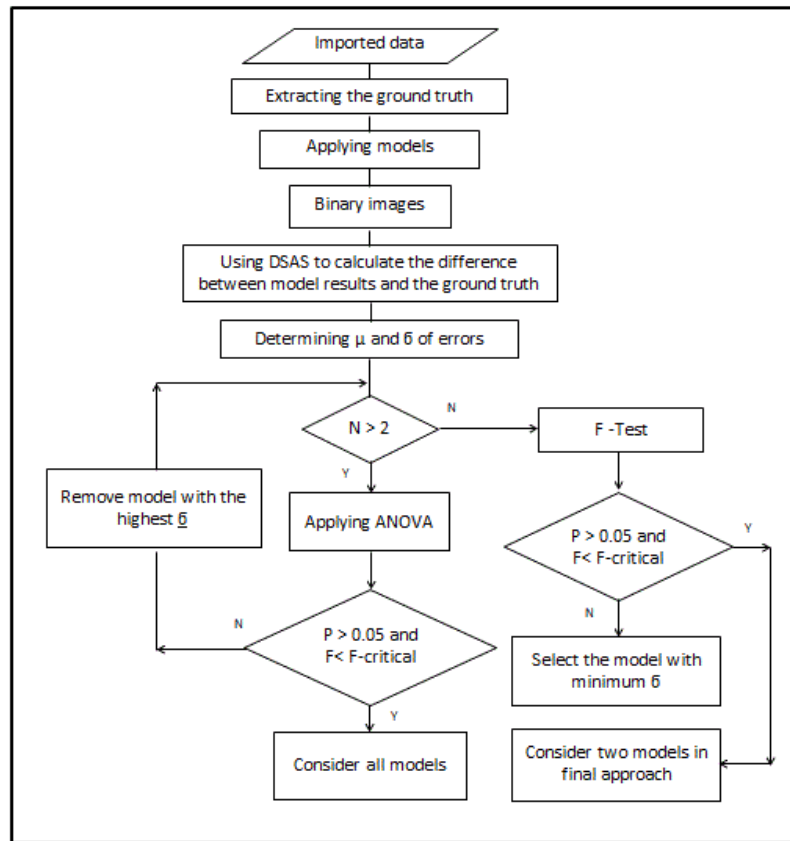 Imported data
Extracting the ground truth
Applying models
Binary images
Using DSAS to calculate the difference
between model results and the ground truth
Determining μ and б of errors
N > 2
N
Y
F -Test
Remove model with the
highest б
Applying ANOVA
P > 0.05 and
F< F-critical
Y
N
P > 0.05 and
F< F-critical
N
Y
Select the model with
minimum б
Consider all models
Consider two models in
final approach